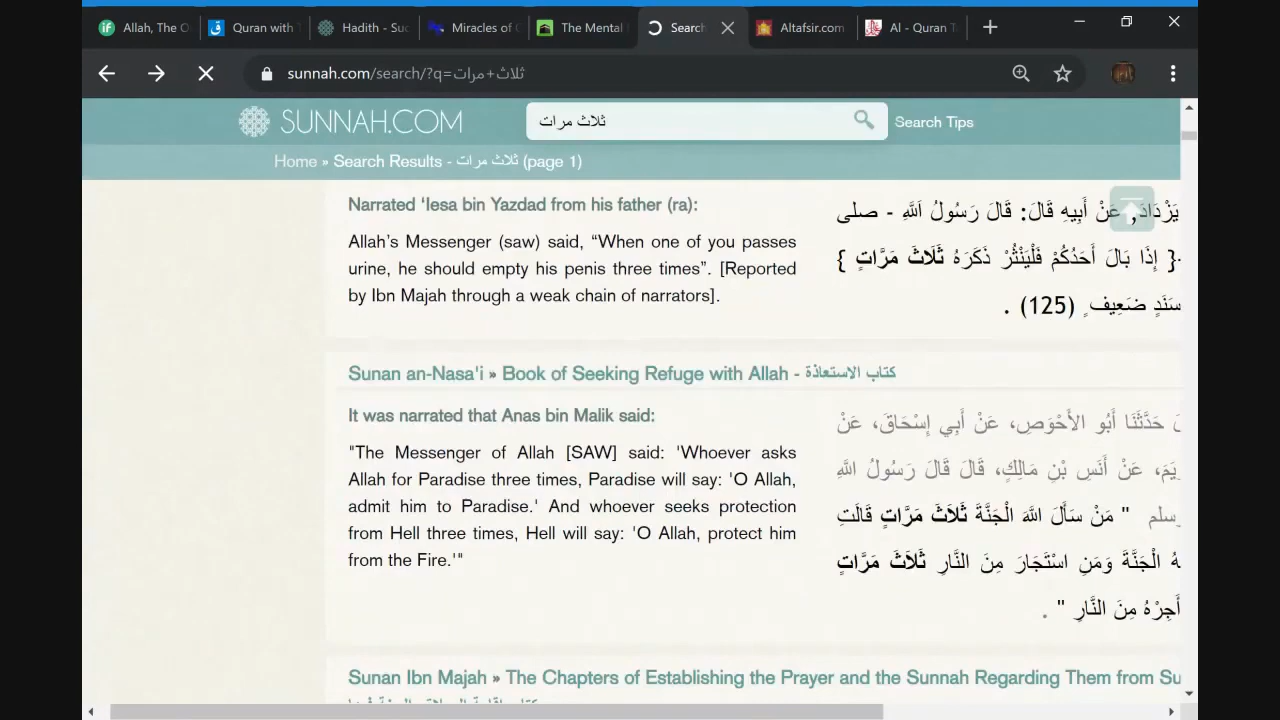 Allah, The O
Quran with T
Hadith - Suc
Miracles of
The Mental
Search
Altafsir.com
Al - Quran T
sunnah.com/search/?q=ثلاث+مرات
SUNNAH.COM
ثلاث مرات
Search Tips
Home » Search Results - ثلاث مرات (page 1)
Narrated 'Iesa bin Yazdad from his father (ra):
Allah's Messenger (saw) said, “When one of you passes
urine, he should empty his penis three times”. [Reported
by Ibn Majah through a weak chain of narrators].
يَزْدَادَ, عَنْ أَبِيهِ قَالَ: قَالَ رَسُولُ اَللَّهِ - صلى
{ إِذَا بَالَ أَحَدُكُمْ فَلْيَنْثُرْ ذَكَرَهُ ثَلَاثَ مَرَّاتٍ }
سَنَدٍ ضَعِيفٍ (125) .
Sunan an-Nasa'i » Book of Seeking Refuge with Allah - كتاب الاستعاذة
It was narrated that Anas bin Malik said:
"The Messenger of Allah [SAW] said: 'Whoever asks
Allah for Paradise three times, Paradise will say: 'O Allah,
admit him to Paradise.' And whoever seeks protection
from Hell three times, Hell will say: 'O Allah, protect him
from the Fire.'"
حَدَّثَنَا أَبُو الأَحْوَصِ، عَنْ أَبِي إِسْحَاقَ، عَنْ
عَنْ أَنَسِ بْنِ مَالِكٍ، قَالَ قَالَ رَسُولُ اللَّهِ
" مَنْ سَأَلَ اللَّهَ الْجَنَّةَ ثَلاَثَ مَرَّاتٍ قَالَتِ
الْجَنَّةَ وَمَنِ اسْتَجَارَ مِنَ النَّارِ ثَلاَثَ مَرَّاتٍ
أَجِرْهُ مِنَ النَّارِ " .
Sunan Ibn Majah » The Chapters of Establishing the Prayer and the Sunnah Regarding Them from Su